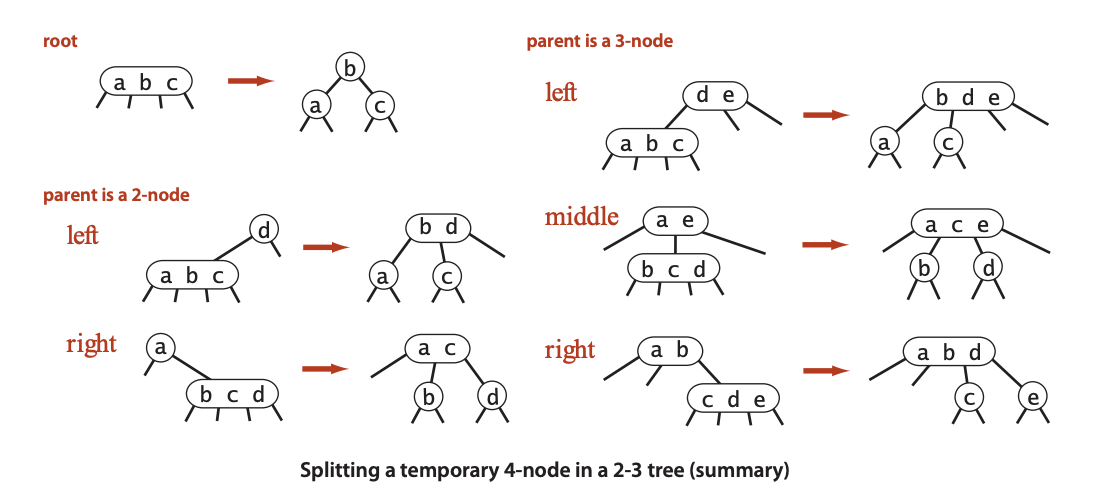 root
a b c
b
a
c
parent is a 2-node
left
d
a b c
b d
a
c
right
a
b c d
a c
b
d
parent is a 3-node
left
d e
a b c
b d e
a
c
middle
a e
b c d
a c e
b
d
right
a b
c d e
a b d
c
e
Splitting a temporary 4-node in a 2-3 tree (summary)